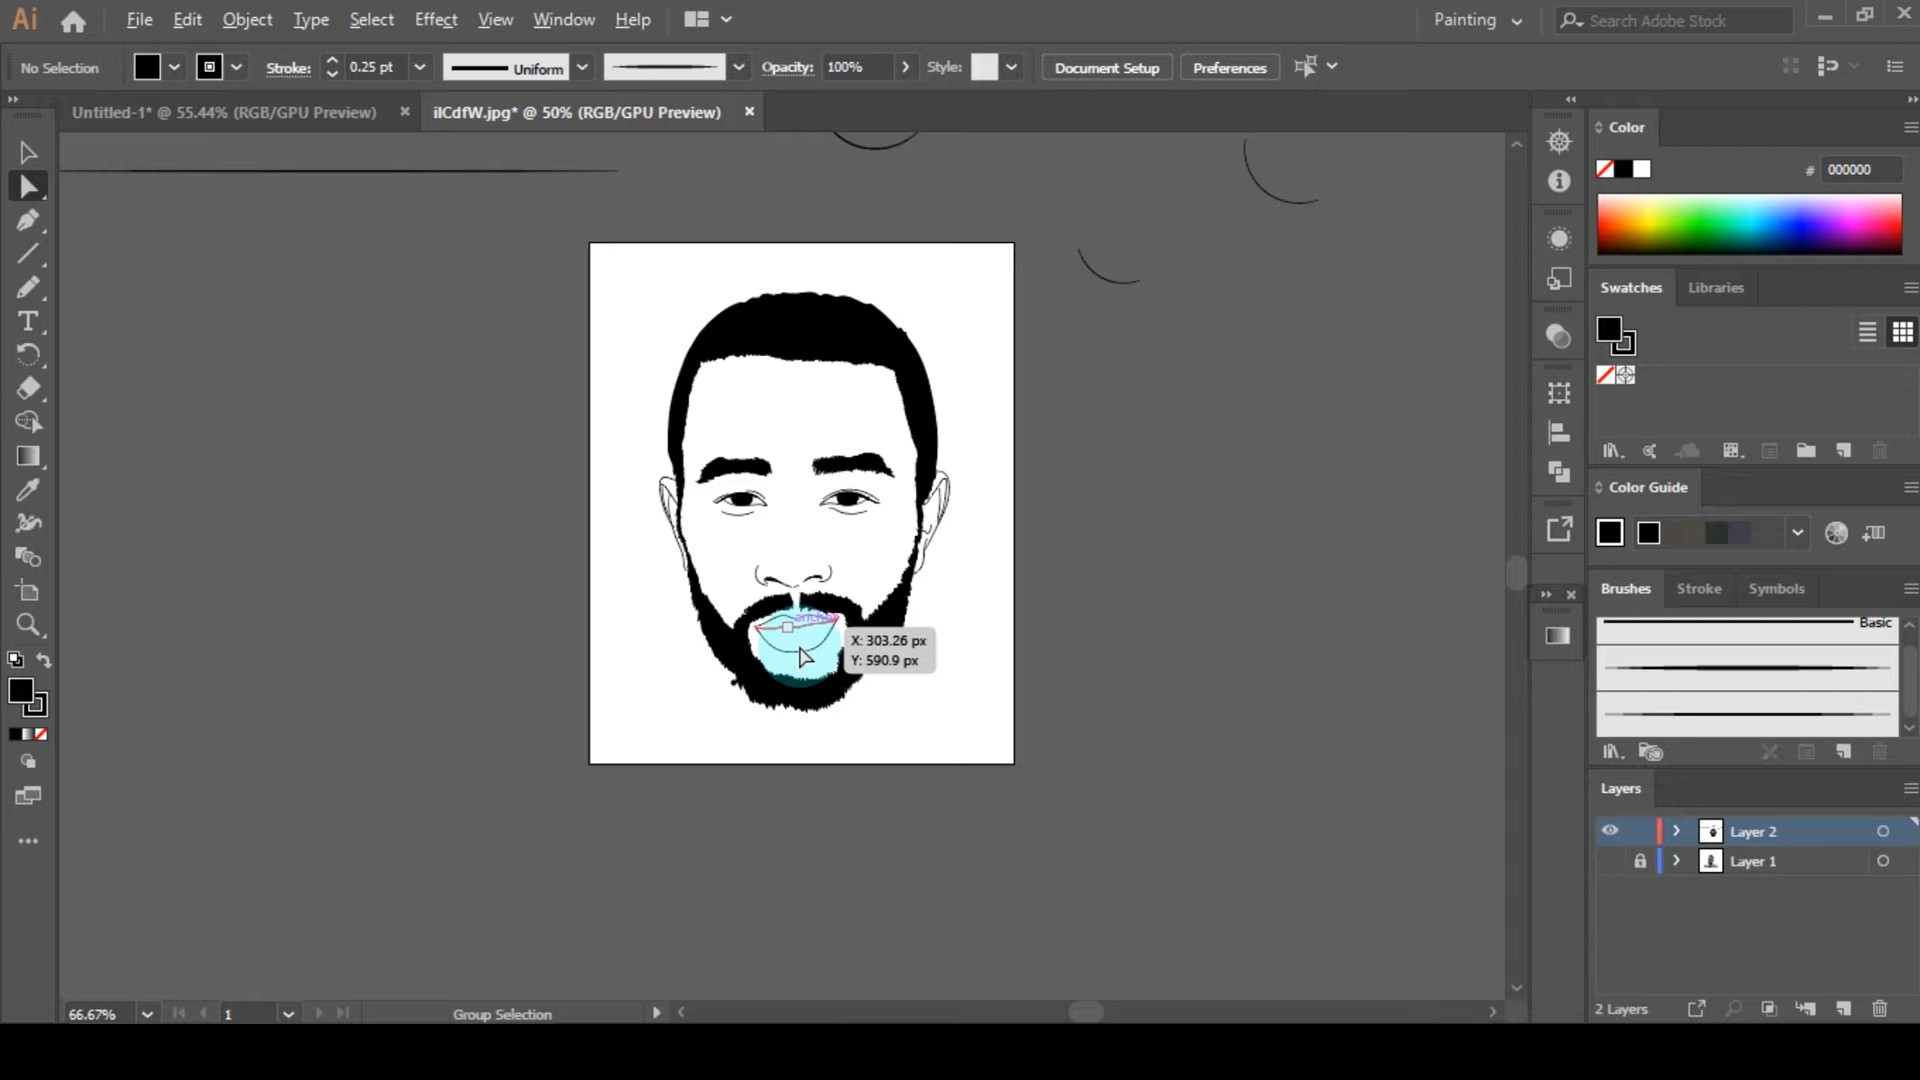 Ai File Edit Object Type Select Effect View Window Help Painting Search Adobe Stock
No Selection Stroke: 0.25 pt Uniform Opacity: 100% Style: Document Setup Preferences
Untitled-1* @ 55.44% (RGB/GPU Preview) × ilCdfW.jpg* @ 50% (RGB/GPU Preview) ×
Color
# 000000
Swatches Libraries
Color Guide
Brushes Stroke Symbols
Basic
X: 303.26 px
Y: 590.9 px
Layers
Layer 2
Layer 1
66.67% 1 Group Selection 2 Layers